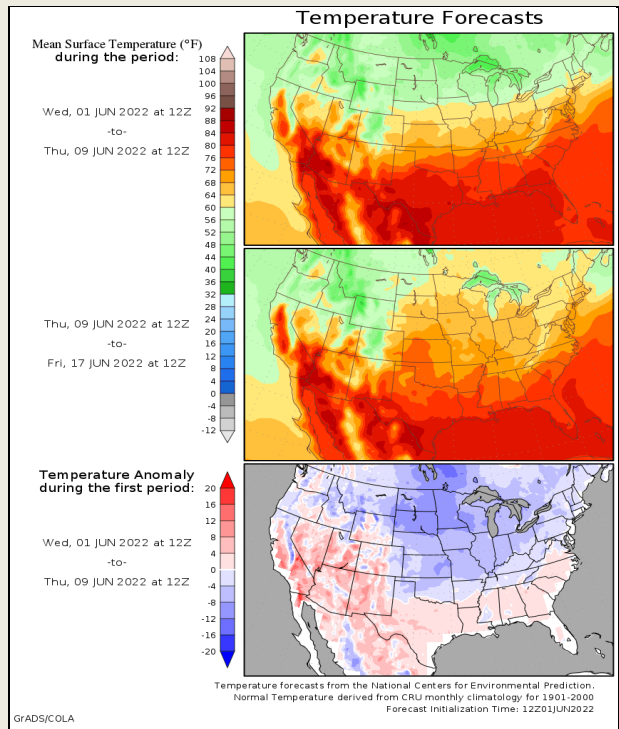 Temperature Forecasts
Mean Surface Temperature (°F)
during the period:
Wed, 01 JUN 2022 at 12Z
-to-
Thu, 09 JUN 2022 at 12Z
108
104
100
96
92
88
84
80
76
72
68
64
60
56
52
48
44
40
36
32
28
24
20
16
12
8
4
0
-4
-8
-12
Thu, 09 JUN 2022 at 12Z
-to-
Fri, 17 JUN 2022 at 12Z
Temperature Anomaly
during the first period:
Wed, 01 JUN 2022 at 12Z
-to-
Thu, 09 JUN 2022 at 12Z
20
16
12
8
4
0
-4
-8
-12
-16
-20
Temperature forecasts from the National Centers for Environmental Prediction.
Normal Temperature derived from CRU monthly climatology for 1901-2000
Forecast Initialization Time: 12Z01JUN2022
GrADS/COLA